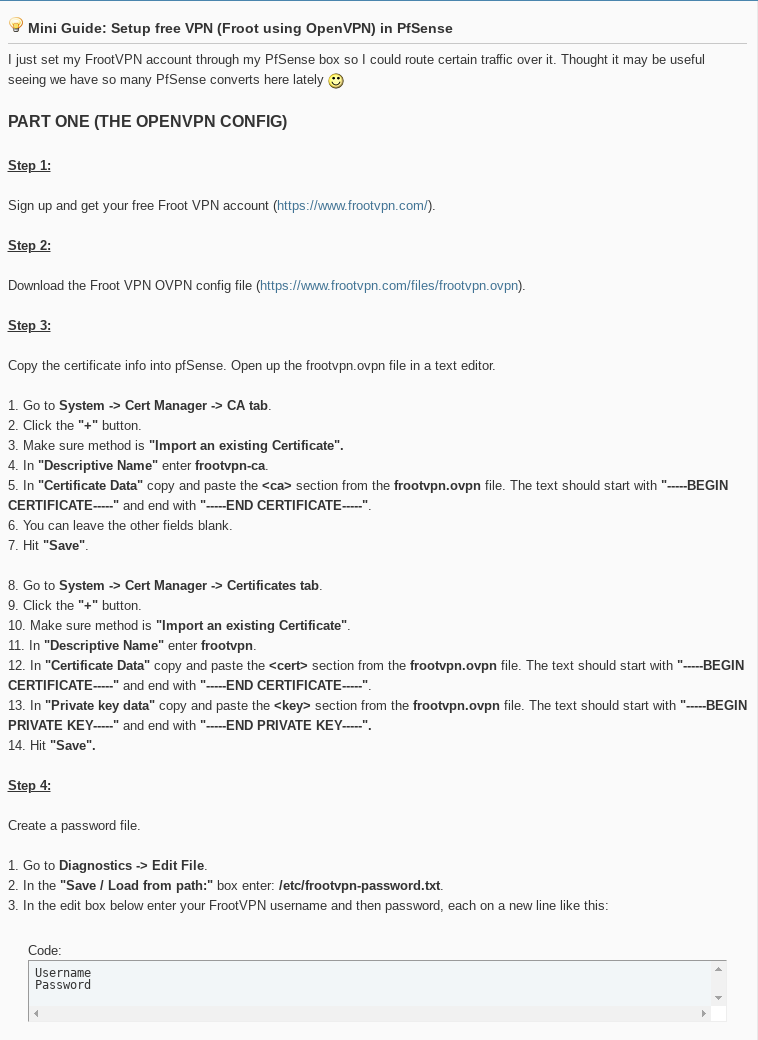 Mini Guide: Setup free VPN (Froot using OpenVPN) in PfSense
I just set my FrootVPN account through my PfSense box so I could route certain traffic over it. Thought it may be useful
seeing we have so many PfSense converts here lately
PART ONE (THE OPENVPN CONFIG)
Step 1:
Sign up and get your free Froot VPN account (https://www.frootvpn.com/).
Step 2:
Download the Froot VPN OVPN config file (https://www.frootvpn.com/files/frootvpn.ovpn).
Step 3:
Copy the certificate info into pfSense. Open up the frootvpn.ovpn file in a text editor.
1. Go to System -> Cert Manager -> CA tab.
2. Click the "+" button.
3. Make sure method is "Import an existing Certificate".
4. In "Descriptive Name" enter frootvpn-ca.
5. In "Certificate Data" copy and paste the <ca> section from the frootvpn.ovpn file. The text should start with "-----BEGIN
CERTIFICATE-----" and end with "-----END CERTIFICATE-----".
6. You can leave the other fields blank.
7. Hit "Save".
8. Go to System -> Cert Manager -> Certificates tab.
9. Click the "+" button.
10. Make sure method is "Import an existing Certificate".
11. In "Descriptive Name" enter frootvpn.
12. In "Certificate Data" copy and paste the <cert> section from the frootvpn.ovpn file. The text should start with "-----BEGIN
CERTIFICATE-----" and end with "-----END CERTIFICATE-----".
13. In "Private key data" copy and paste the <key> section from the frootvpn.ovpn file. The text should start with "-----BEGIN
PRIVATE KEY-----" and end with "-----END PRIVATE KEY-----".
14. Hit "Save".
Step 4:
Create a password file.
1. Go to Diagnostics -> Edit File.
2. In the "Save / Load from path:" box enter: /etc/frootvpn-password.txt.
3. In the edit box below enter your FrootVPN username and then password, each on a new line like this:
Code:
Username
Password